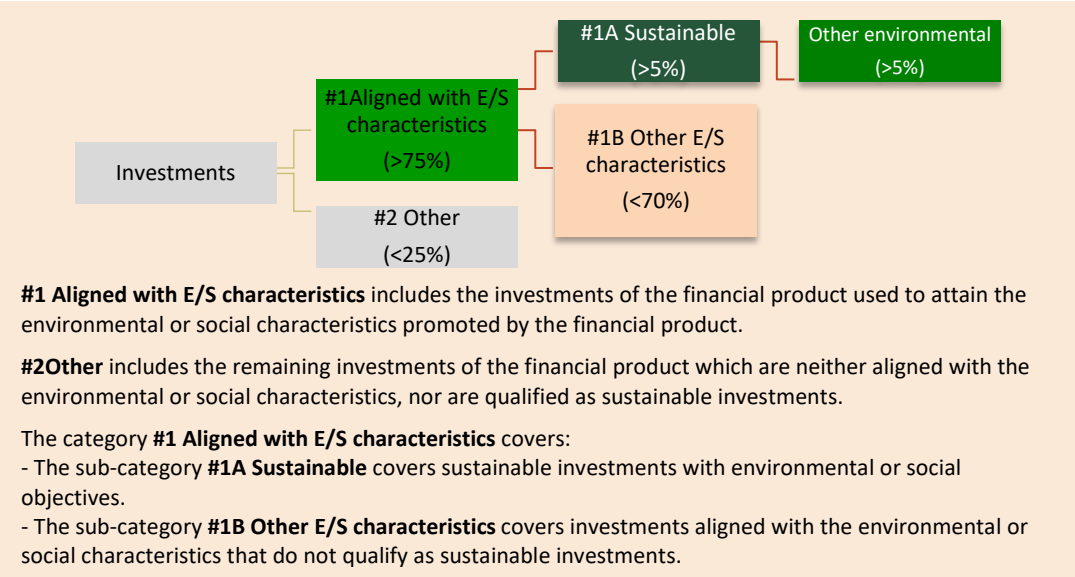 #1A Sustainable
(>5%)
Other environmental
(>5%)
#1Aligned with E/S
characteristics
(>75%)
#1B Other E/S
characteristics
(<70%)
Investments
#2 Other
(<25%)
#1 Aligned with E/S characteristics includes the investments of the financial product used to attain the
environmental or social characteristics promoted by the financial product.
#2Other includes the remaining investments of the financial product which are neither aligned with the
environmental or social characteristics, nor are qualified as sustainable investments.
The category #1 Aligned with E/S characteristics covers:
- The sub-category #1A Sustainable covers sustainable investments with environmental or social
objectives.
- The sub-category #1B Other E/S characteristics covers investments aligned with the environmental or
social characteristics that do not qualify as sustainable investments.